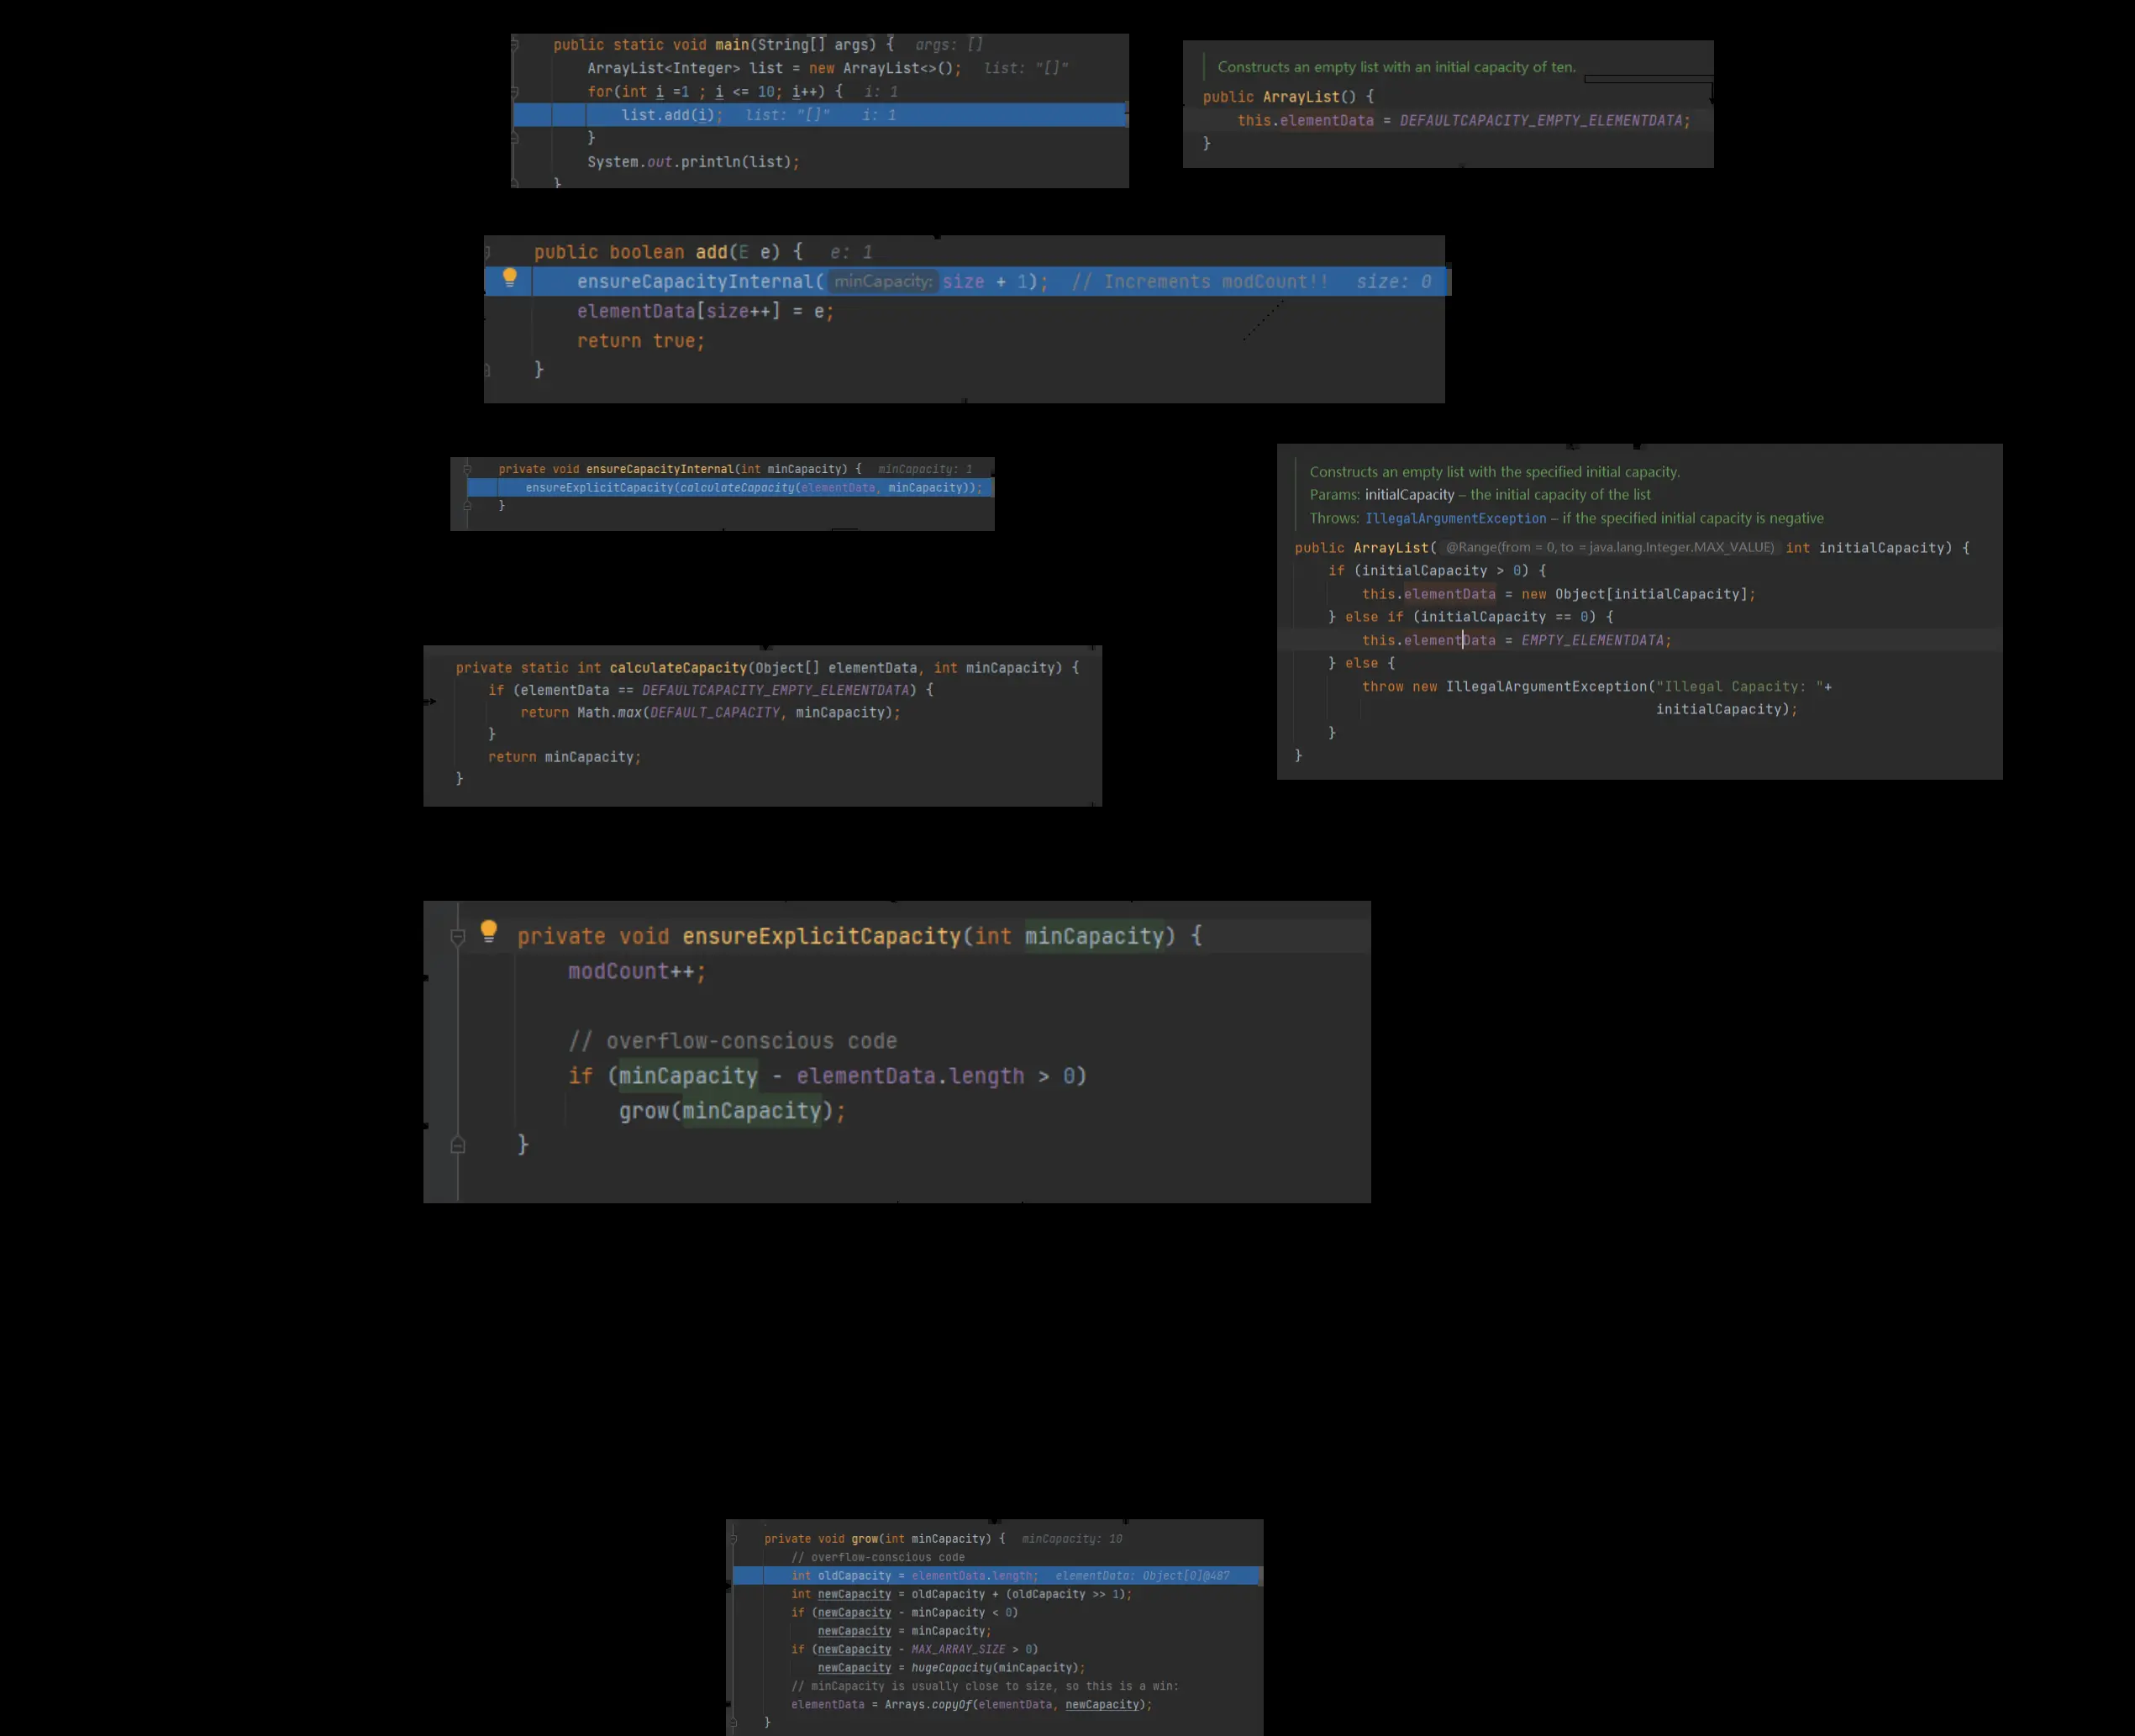 public static void main(String[] args) {  args: []
ArrayList<Integer> list = new ArrayList<>();  list: "[]"
for(int i =1 ; i <= 10; i++) {  i: 1
list.add(i);  list: "[]"  i: 1
}
System.out.println(list);
}
Constructs an empty list with an initial capacity of ten.
public ArrayList() {
this.elementData = DEFAULTCAPACITY_EMPTY_ELEMENTDATA;
}
public boolean add(E e) {  e: 1
ensureCapacityInternal( minCapacity: size + 1);  // Increments modCount!!  size: 0
elementData[size++] = e;
return true;
}
private void ensureCapacityInternal(int minCapacity) {  minCapacity: 1
ensureExplicitCapacity(calculateCapacity(elementData, minCapacity));
}
Constructs an empty list with the specified initial capacity.
Params: initialCapacity – the initial capacity of the list
Throws: IllegalArgumentException – if the specified initial capacity is negative
public ArrayList( @Range(from = 0, to = java.lang.Integer.MAX_VALUE) int initialCapacity) {
if (initialCapacity > 0) {
this.elementData = new Object[initialCapacity];
} else if (initialCapacity == 0) {
this.elementData = EMPTY_ELEMENTDATA;
} else {
throw new IllegalArgumentException("Illegal Capacity: "+
initialCapacity);
}
}
private static int calculateCapacity(Object[] elementData, int minCapacity) {
if (elementData == DEFAULTCAPACITY_EMPTY_ELEMENTDATA) {
return Math.max(DEFAULT_CAPACITY, minCapacity);
}
return minCapacity;
}
private void ensureExplicitCapacity(int minCapacity) {
modCount++;
// overflow-conscious code
if (minCapacity - elementData.length > 0)
grow(minCapacity);
}
private void grow(int minCapacity) {  minCapacity: 10
// overflow-conscious code
int oldCapacity = elementData.length;  elementData: Object[0]@487
int newCapacity = oldCapacity + (oldCapacity >> 1);
if (newCapacity - minCapacity < 0)
newCapacity = minCapacity;
if (newCapacity - MAX_ARRAY_SIZE > 0)
newCapacity = hugeCapacity(minCapacity);
// minCapacity is usually close to size, so this is a win:
elementData = Arrays.copyOf(elementData, newCapacity);
}